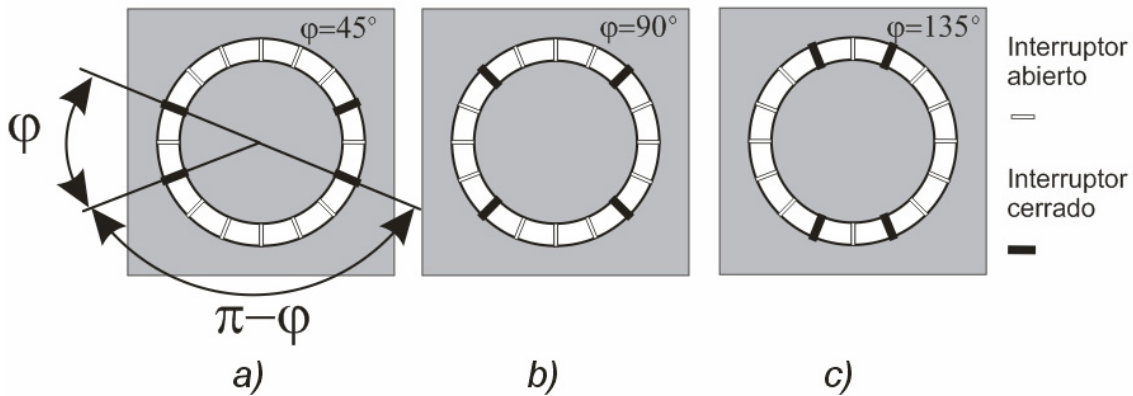 φ=45°
φ=90°
φ=135°
Interruptor
abierto
φ
Interruptor
cerrado
π−φ
a)
b)
c)